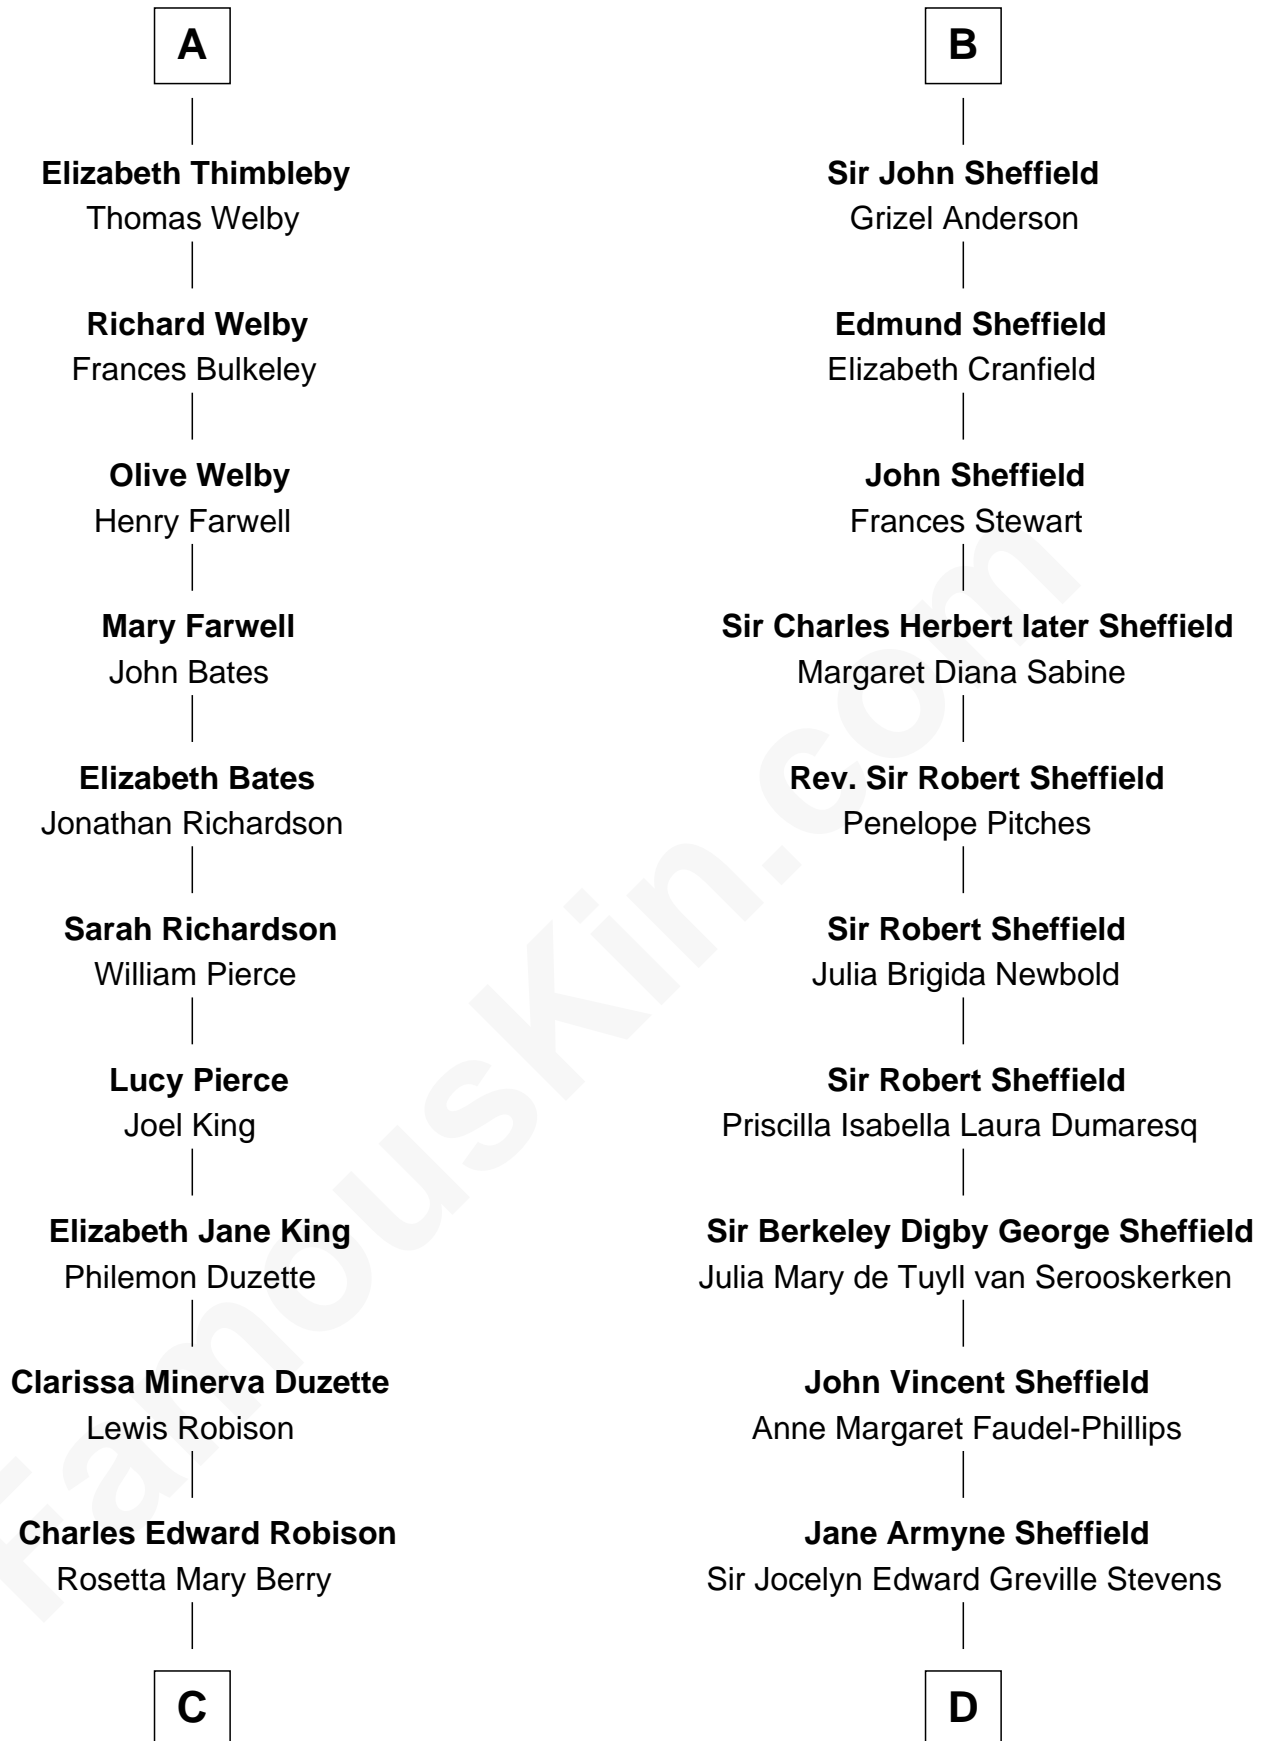 A
Elizabeth Thimbleby
Thomas Welby
Richard Welby
Frances Bulkeley
Olive Welby
Henry Farwell
Mary Farwell
John Bates
Elizabeth Bates
Jonathan Richardson
Sarah Richardson
William Pierce
Lucy Pierce
Joel King
Elizabeth Jane King
Philemon Duzette
Clarissa Minerva Duzette
Lewis Robison
Charles Edward Robison
Rosetta Mary Berry
C
B
Sir John Sheffield
Grizel Anderson
Edmund Sheffield
Elizabeth Cranfield
John Sheffield
Frances Stewart
Sir Charles Herbert later Sheffield
Margaret Diana Sabine
Rev. Sir Robert Sheffield
Penelope Pitches
Sir Robert Sheffield
Julia Brigida Newbold
Sir Robert Sheffield
Priscilla Isabella Laura Dumaresq
Sir Berkeley Digby George Sheffield
Julia Mary de Tuyll van Serooskerken
John Vincent Sheffield
Anne Margaret Faudel-Phillips
Jane Armyne Sheffield
Sir Jocelyn Edward Greville Stevens
D
FamousKin.com